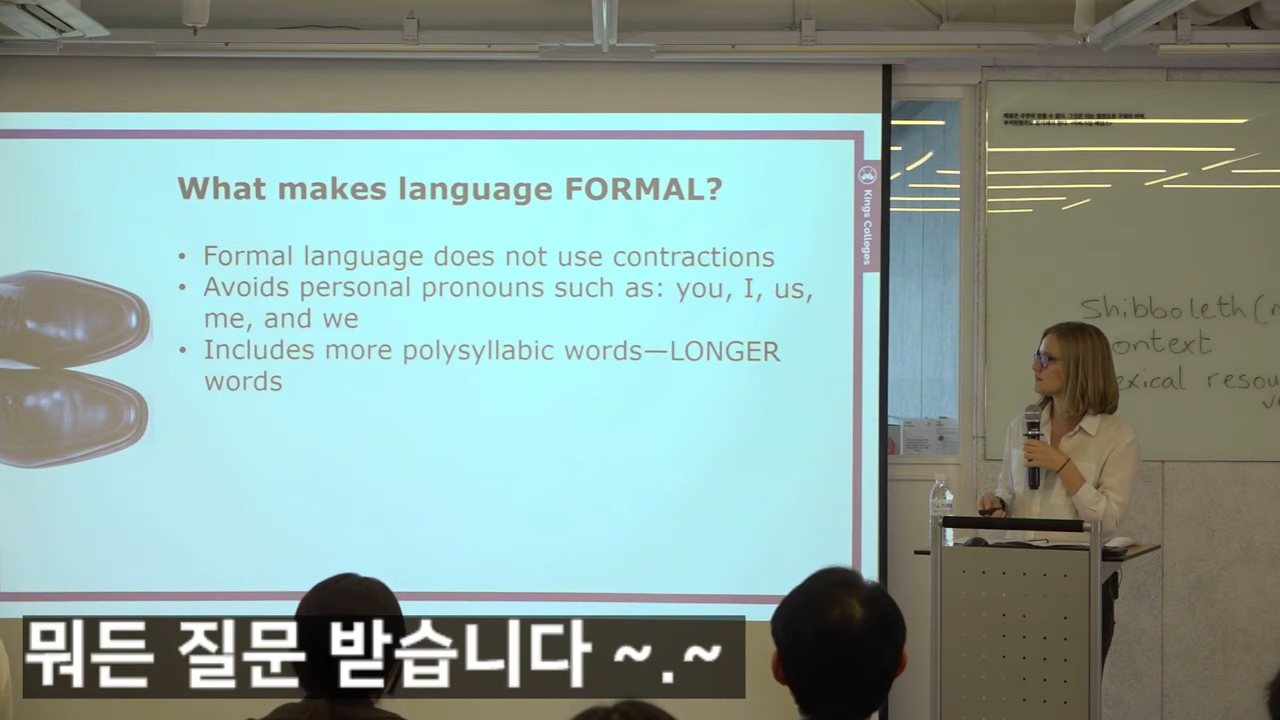 What makes language FORMAL?
• Formal language does not use contractions
• Avoids personal pronouns such as: you, I, us,
me, and we
• Includes more polysyllabic words—LONGER
words
Kings Colleges
Shibboleth(
ontext
exical resou
뭐든 질문 받습니다 ~.~